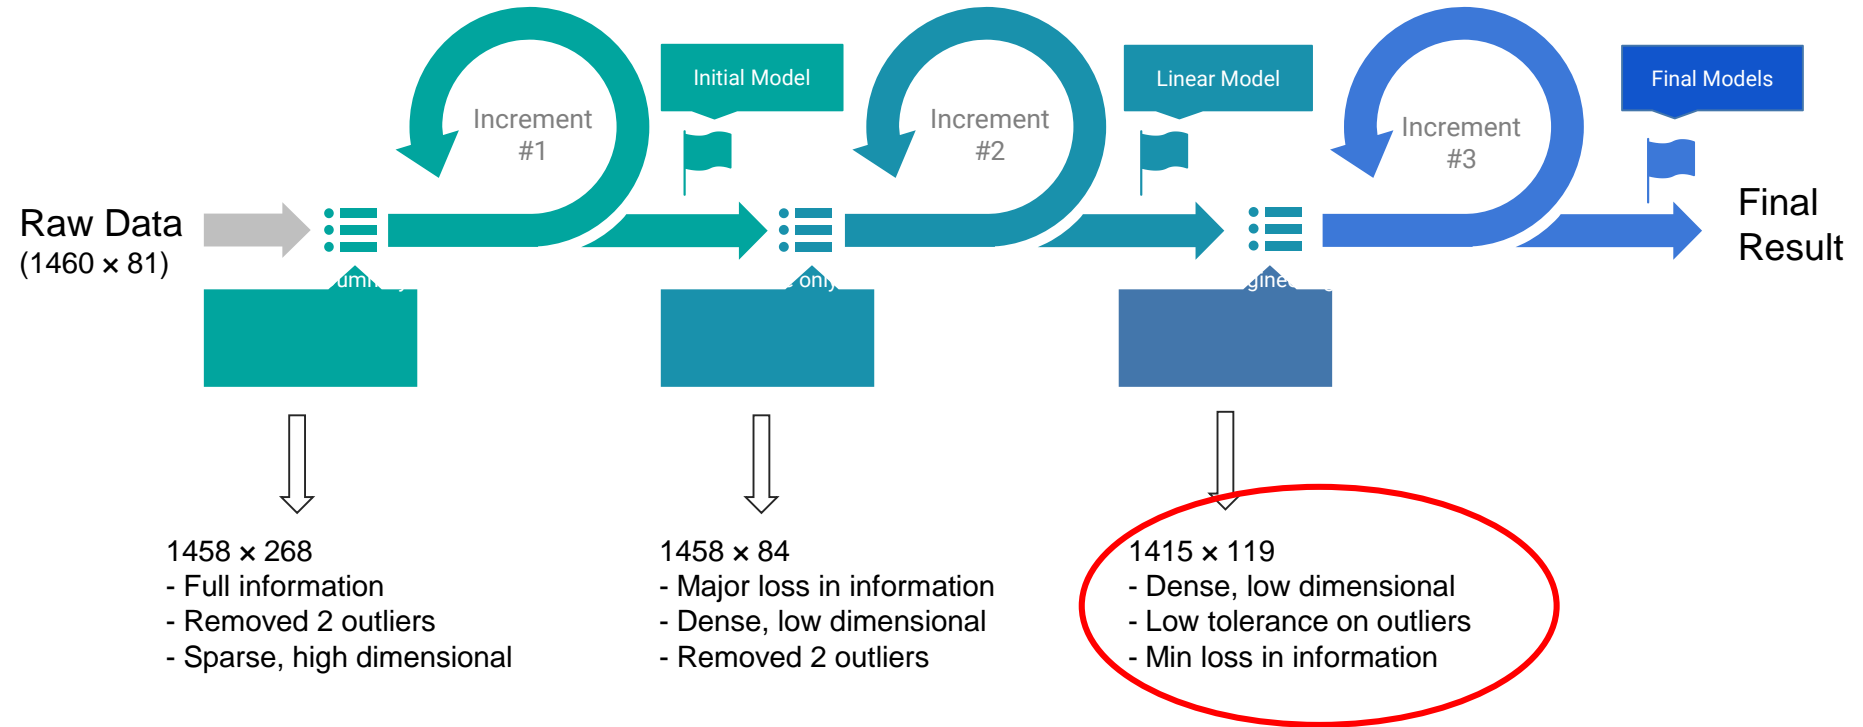 Initial Model
Linear Model
Final Models
Increment
#1
Increment
#2
Increment
#3
Raw Data
(1460 × 81)
Final
Result
only
1458 × 268
- Full information
- Removed 2 outliers
- Sparse, high dimensional
1458 × 84
- Major loss in information
- Dense, low dimensional
- Removed 2 outliers
1415 × 119
- Dense, low dimensional
- Low tolerance on outliers
- Min loss in information